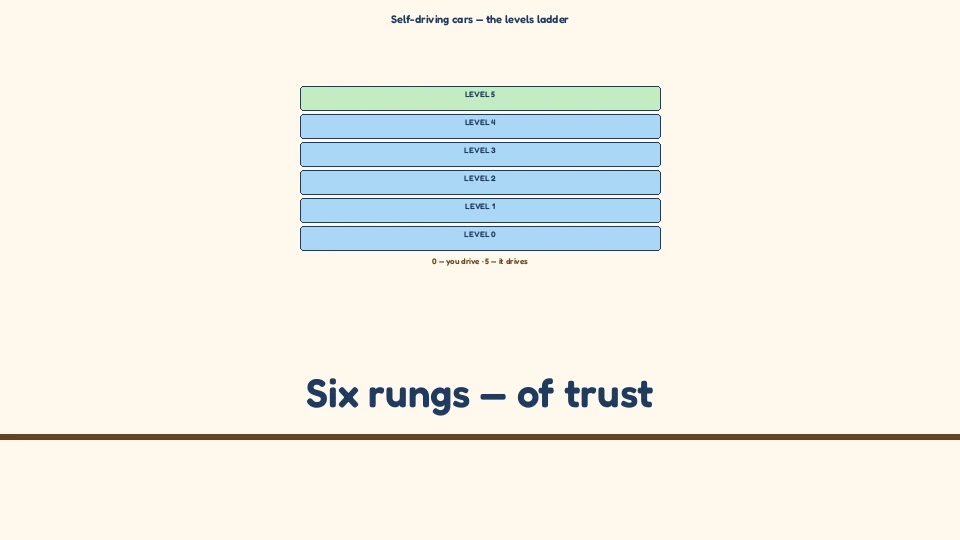 Self-driving cars — the levels ladder
LEVEL 5
LEVEL 4
LEVEL 3
LEVEL 2
LEVEL 1
LEVEL 0
0 — you drive · 5 — it drives
Six rungs — of trust